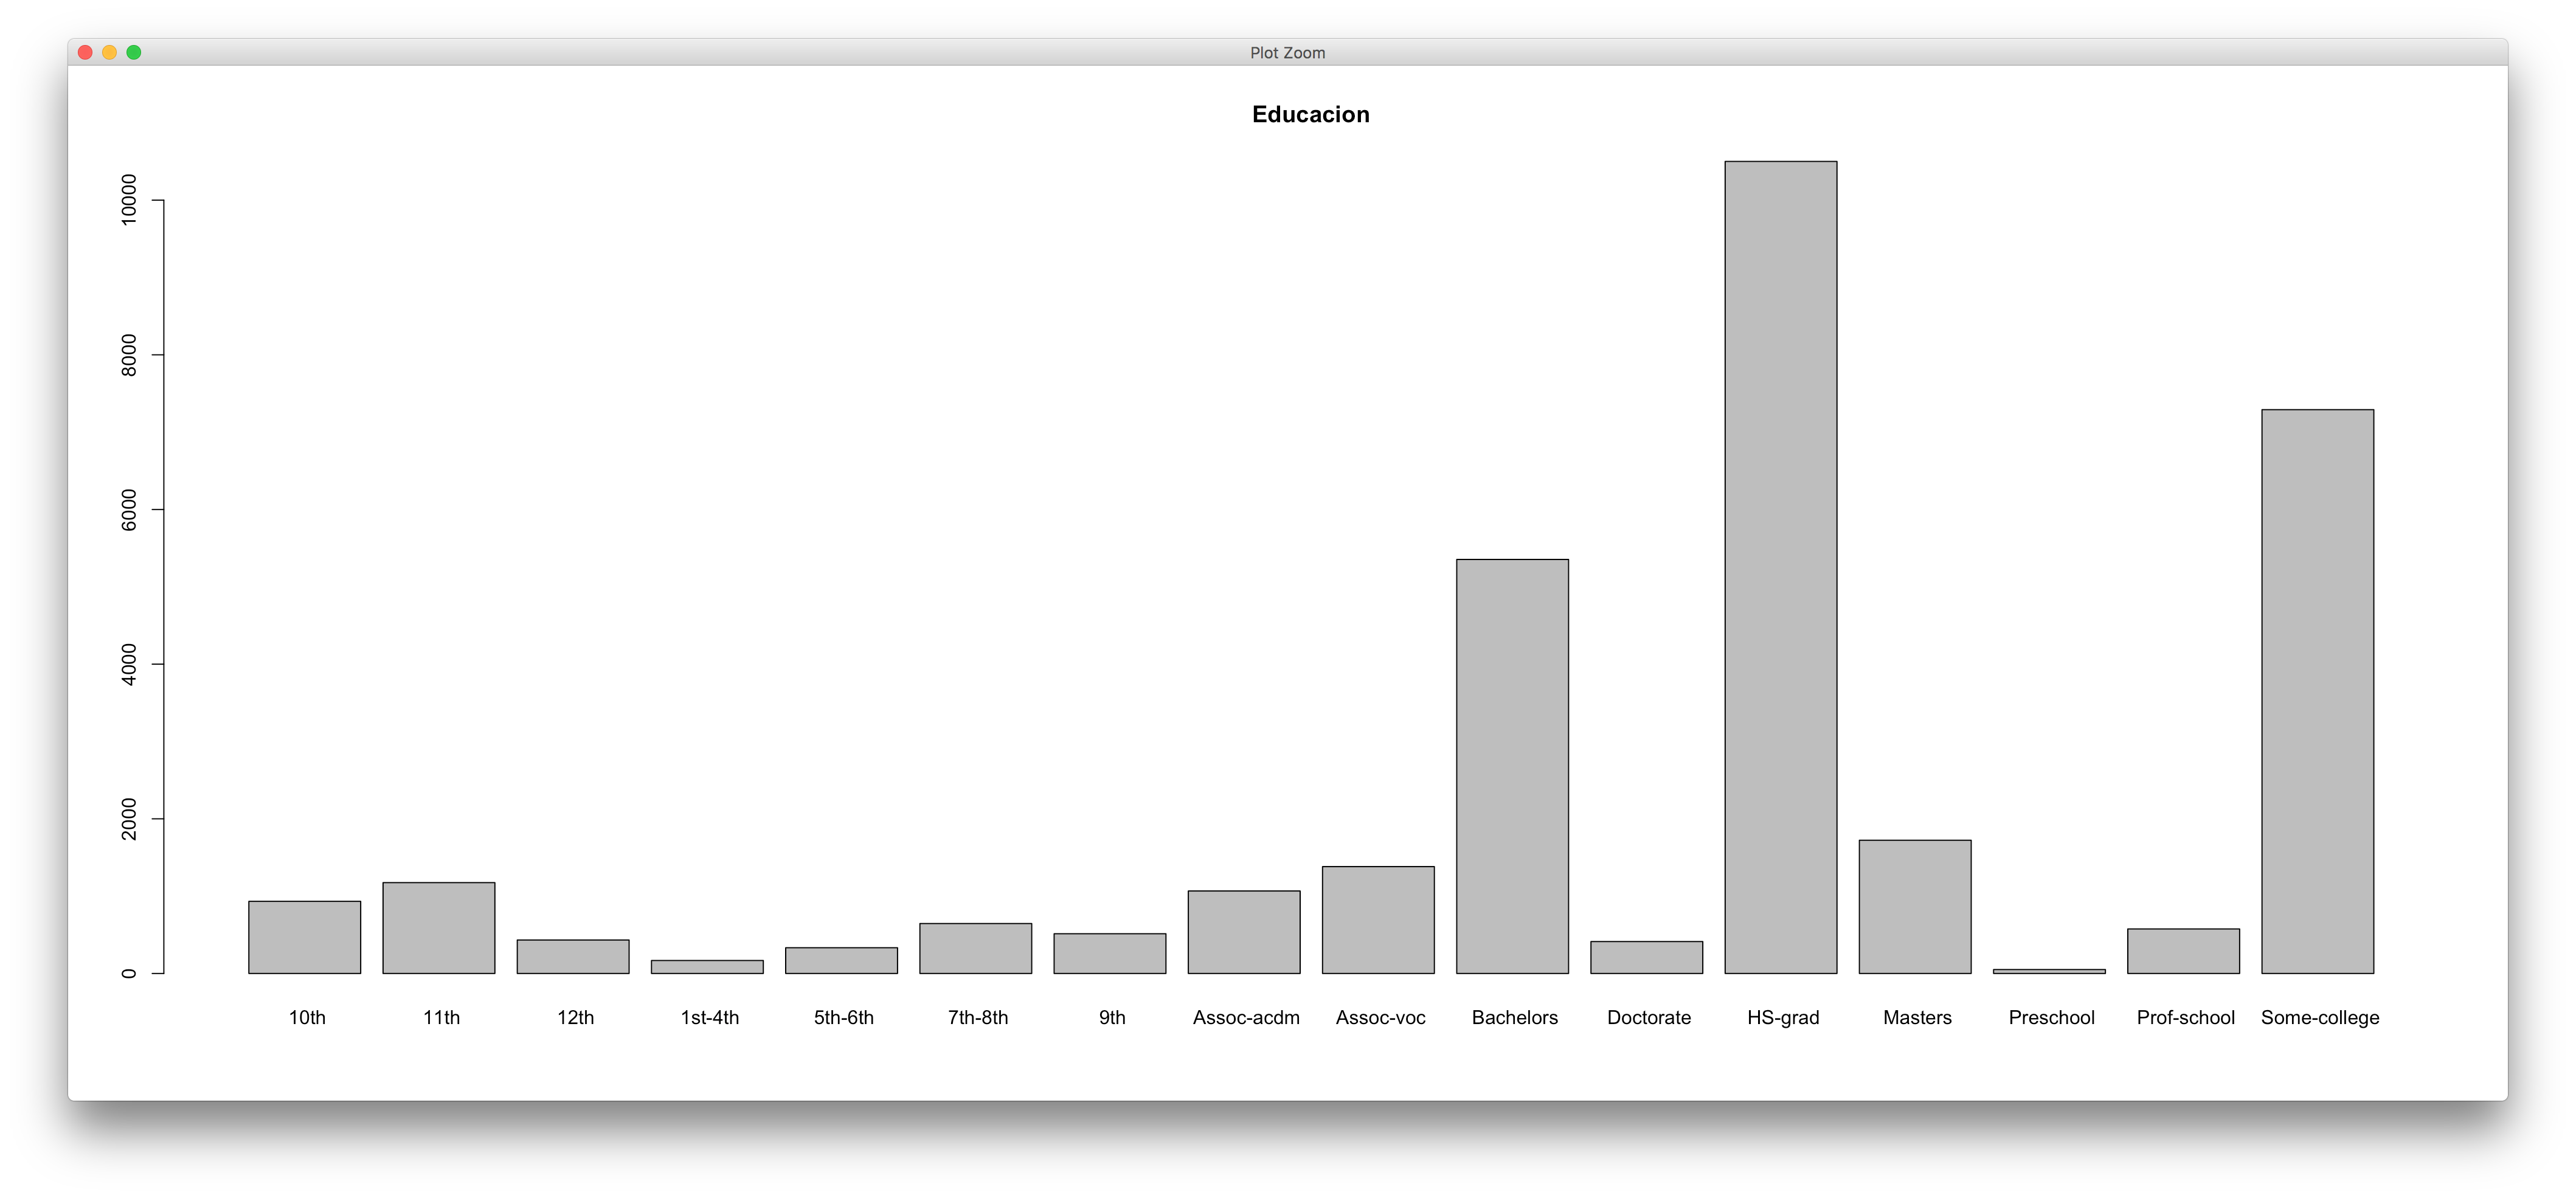 Plot Zoom
Educacion
10000
8000
6000
4000
2000
0
10th 11th 12th 1st-4th 5th-6th 7th-8th 9th Assoc-acdm Assoc-voc Bachelors Doctorate HS-grad Masters Preschool Prof-school Some-college